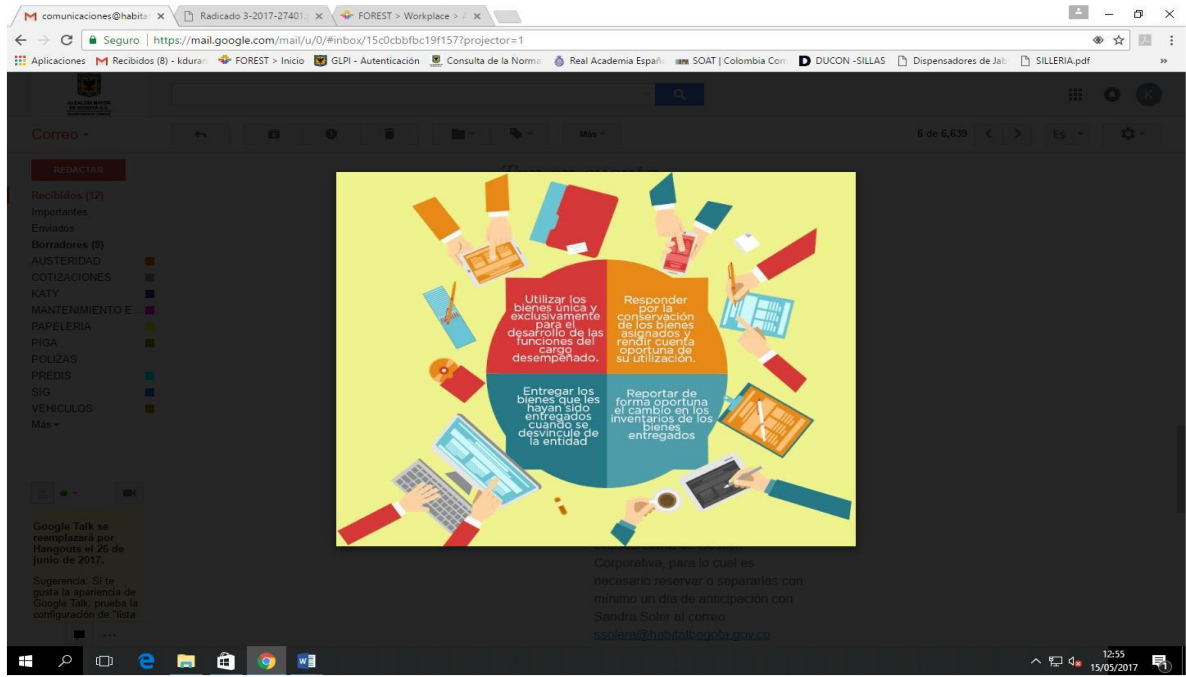 comunicaciones@habita
Radicado 3-2017-27401.
FOREST > Workplace > A
Seguro | https://mail.google.com/mail/u/0/#inbox/15c0cbbfbc19f157?projector=1
Aplicaciones
Recibidos (8) - kduran
FOREST > Inicio
GLPI - Autenticación
Consulta de la Norma
Real Academia Españ
SOAT | Colombia Com
DUCON -SILLAS
Dispensadores de Jab
SILLERIA.pdf
»
ALCALDÍA MAYOR
DE BOGOTÁ D.C.
K
Correo
Más
6 de 6,639
Es
REDACTAR
Recibidos (12)
Importantes
Enviados
Borradores (8)
AUSTERIDAD
COTIZACIONES
KATY
MANTENIMIENTO E...
PAPELERIA
PIGA
POLIZAS
PREDIS
SIG
VEHICULOS
Más
Utilizar los
bienes única y
exclusivamente
para el
desarrollo de las
funciones del
cargo
desempeñado.
Responder
por la
conservación
de los bienes
asignados y
rendir cuenta
oportuna de
su utilización.
Entregar los
bienes que les
hayan sido
entregados
cuando se
desvincule de
la entidad
Reportar de
forma oportuna
el cambio en los
inventarios de los
bienes
entregados
Google Talk se
reemplazará por
Hangouts el 26 de
junio de 2017.
Sugerencia: Si te
gusta la apariencia de
Google Talk, prueba la
configuración de "lista
Corporativa, para lo cual es
necesario reservar o separarlas con
mínimo un día de anticipación con
Sandra Soler al correo
ssolera@habitatbogota.gov.co
12:55
15/05/2017